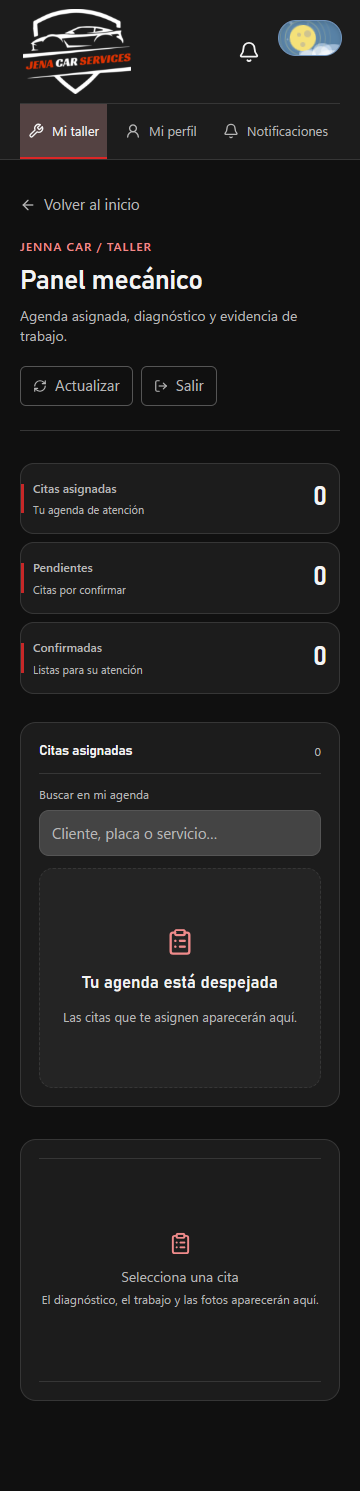 JENA CAR SERVICES
Mi taller
Mi perfil
Notificaciones
Volver al inicio
JENNA CAR / TALLER
Panel mecánico
Agenda asignada, diagnóstico y evidencia de
trabajo.
Actualizar
Salir
Citas asignadas
0
Tu agenda de atención
Pendientes
0
Citas por confirmar
Confirmadas
0
Listas para su atención
Citas asignadas
0
Buscar en mi agenda
Cliente, placa o servicio...
Tu agenda está despejada
Las citas que te asignen aparecerán aquí.
Selecciona una cita
El diagnóstico, el trabajo y las fotos aparecerán aquí.